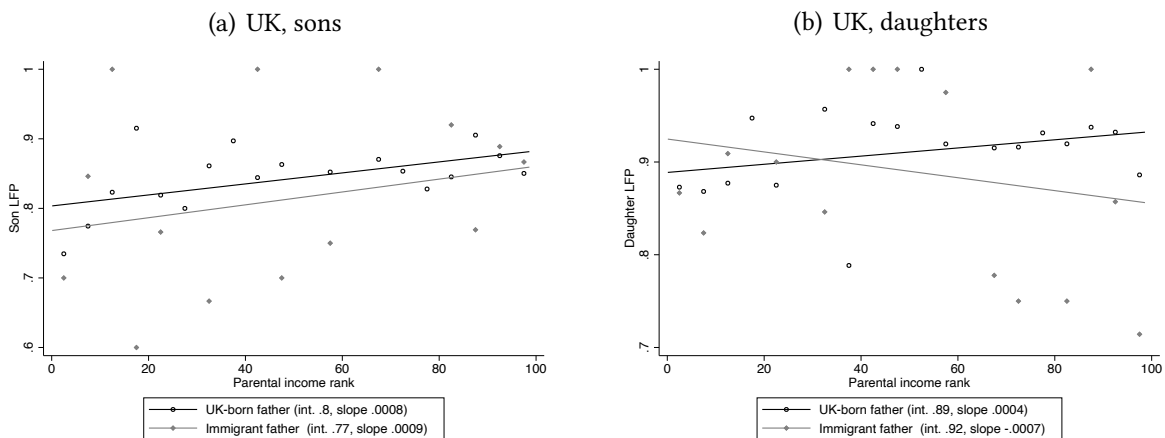 (a) UK, sons
Son LFP
1
.9
.8
.7
.6
0 20 40 60 80 100
Parental income rank
UK-born father (int. .8, slope .0008)
Immigrant father (int. .77, slope .0009)
(b) UK, daughters
Daughter LFP
1
.9
.8
.7
0 20 40 60 80 100
Parental income rank
UK-born father (int. .89, slope .0004)
Immigrant father (int. .92, slope -.0007)